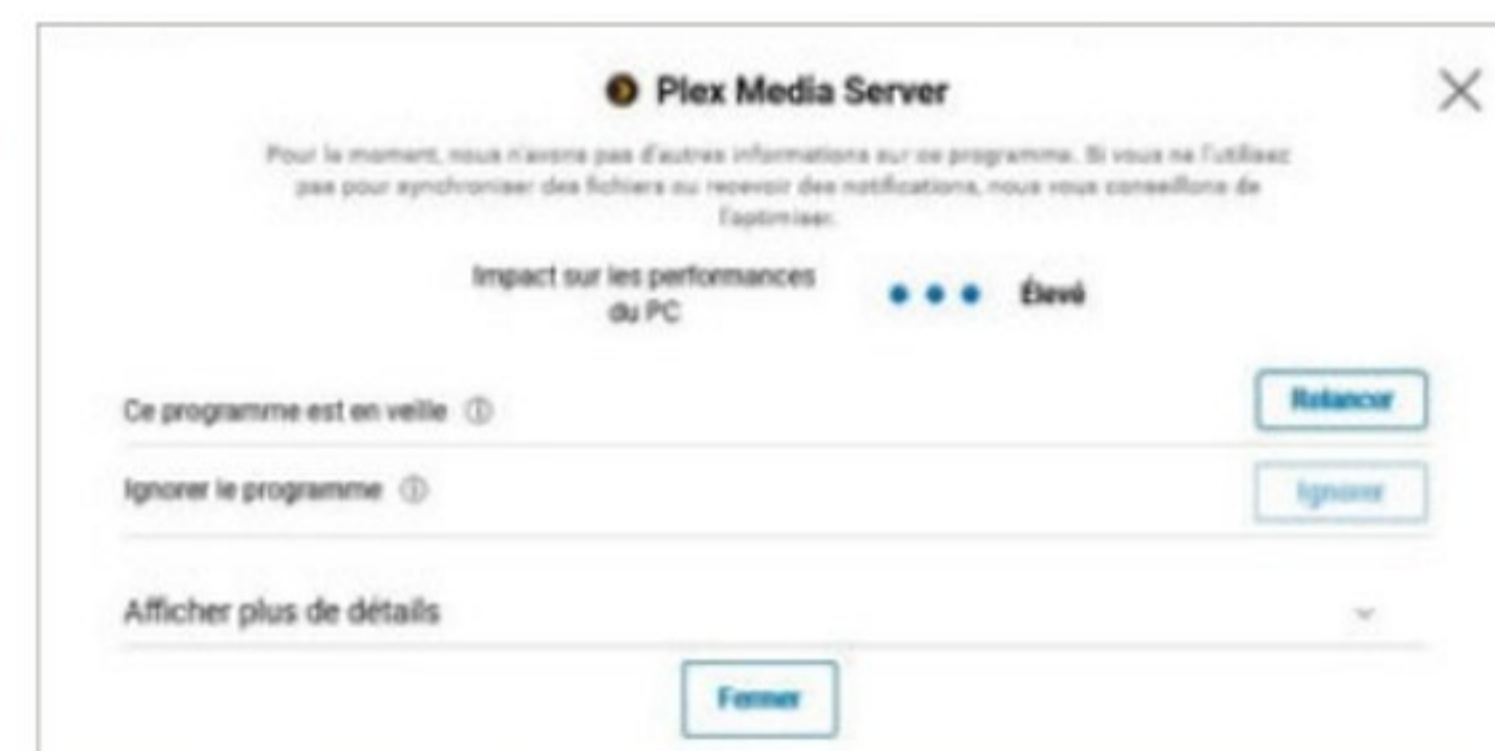 Plex Media Server
Pour le moment, nous n'avons pas d'autres informations sur ce programme. Si vous ne l'utilisez
pas pour synchroniser des fichiers ou recevoir des notifications, nous vous conseillons de
l'optimiser.
Impact sur les performances
du PC
Élevé
Ce programme est en veille
Relancer
Ignorer le programme
Ignorer
Afficher plus de détails
Fermer